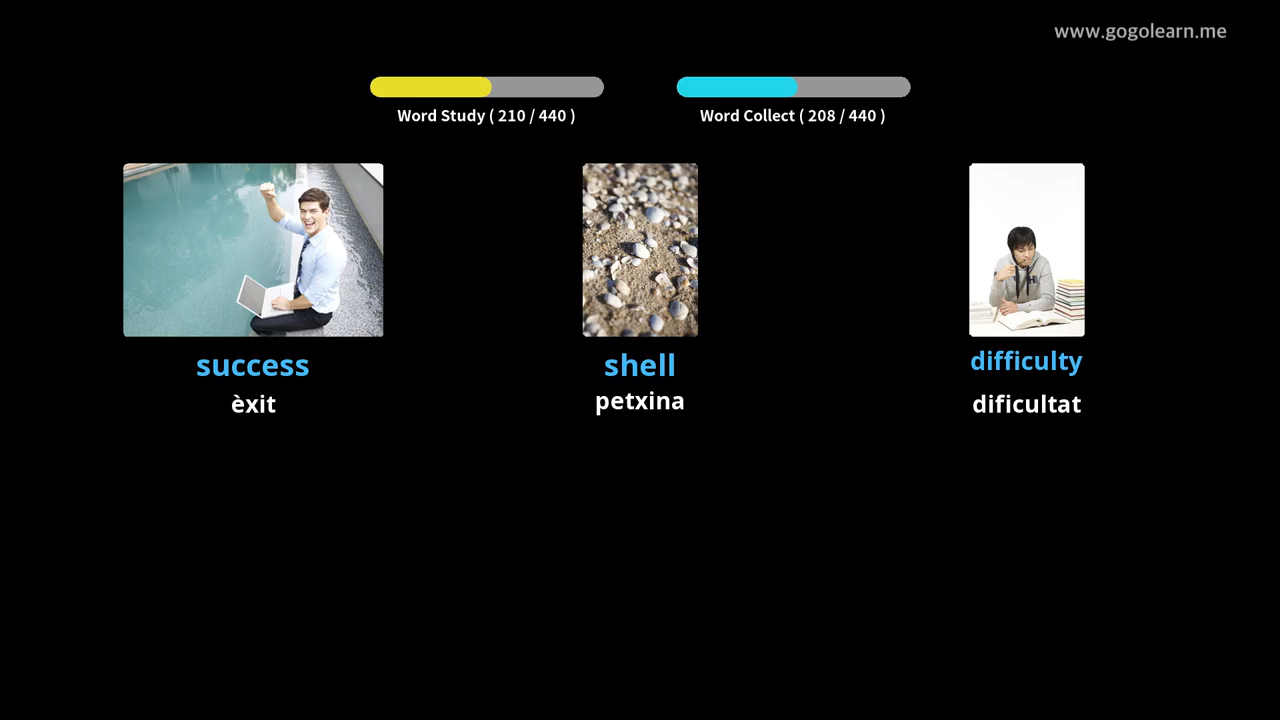 www.gogolearn.me
Word Study ( 210 / 440 )
Word Collect ( 208 / 440 )
success
shell
difficulty
èxit
petxina
dificultat